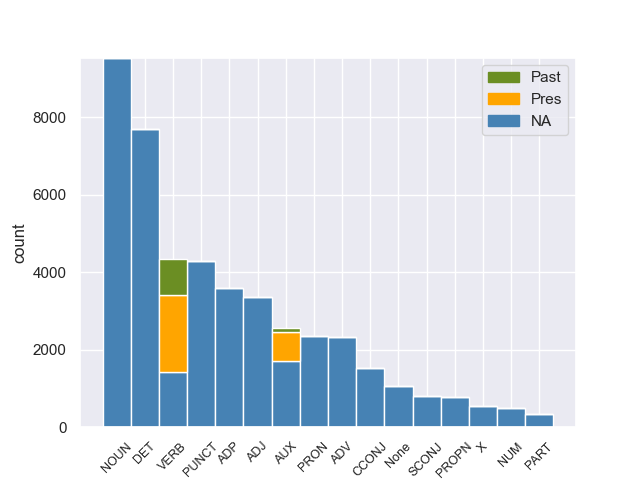 Past
Pres
NA
8000
6000
4000
2000
0
count
NOUN
DET
VERB
PUNCT
ADP
ADJ
AUX
PRON
ADV
CCONJ
None
SCONJ
PROPN
X
NUM
PART